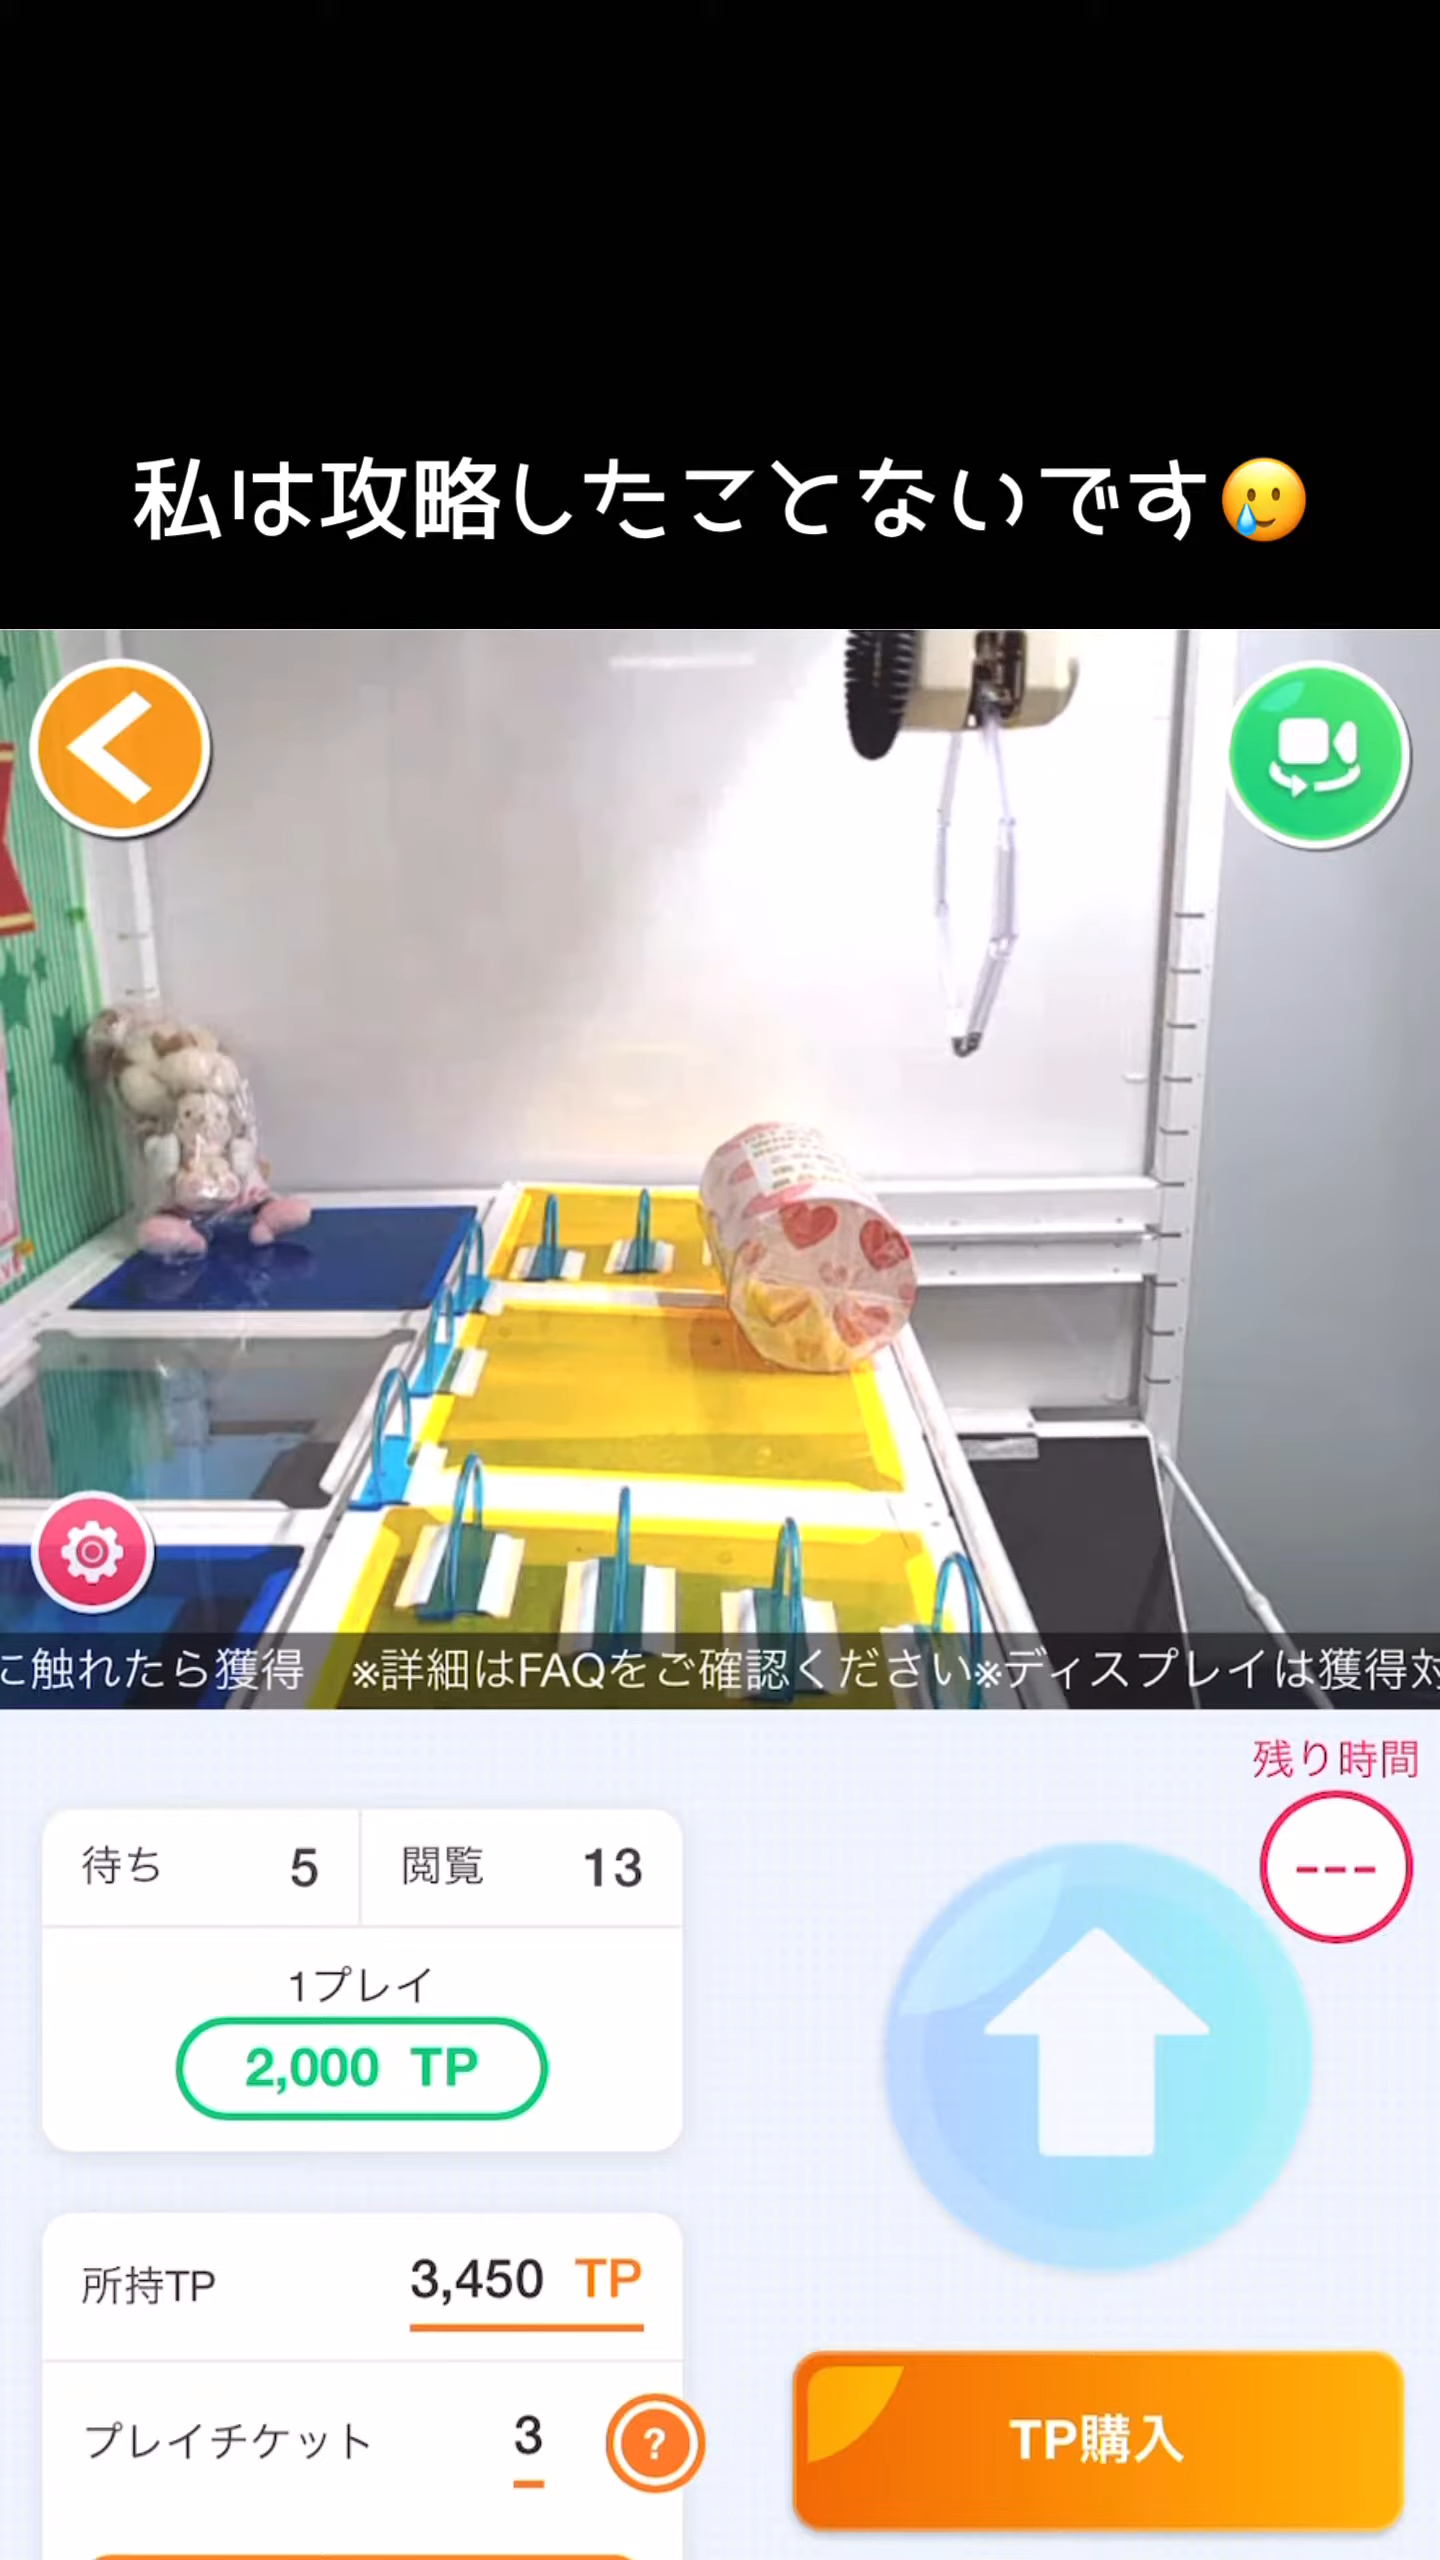 私は攻略したことないです🥲
に触れたら獲得　※詳細はFAQをご確認ください※ディスプレイは獲得対
残り時間
---
待ち 5 閲覧 13
1プレイ
2,000 TP
所持TP 3,450 TP
プレイチケット 3 ?
TP購入